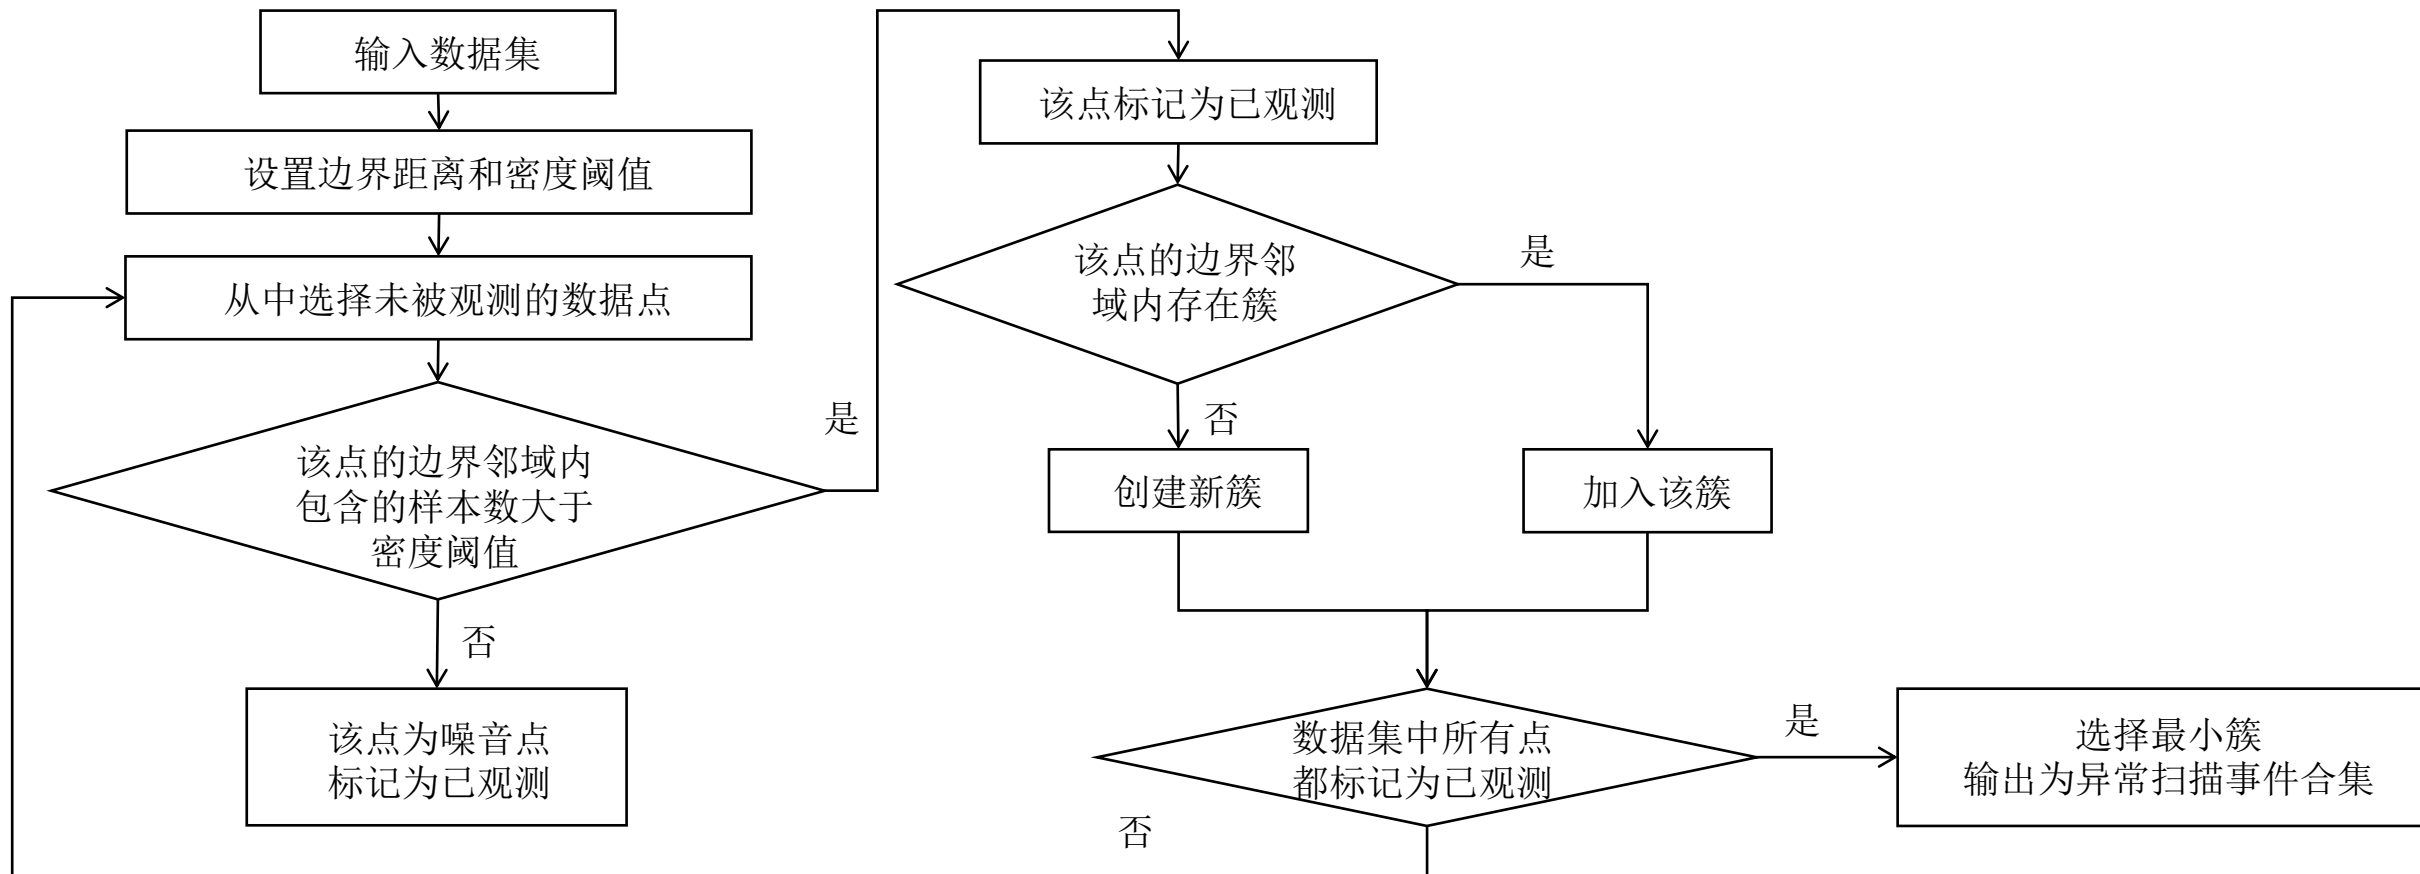 输入数据集
设置边界距离和密度阈值
从中选择未被观测的数据点
该点的边界邻域内
包含的样本数大于
密度阈值
是
否
该点为噪音点
标记为已观测
该点标记为已观测
该点的边界邻
域内存在簇
是
否
创建新簇
加入该簇
数据集中所有点
都标记为已观测
是
否
选择最小簇
输出为异常扫描事件合集